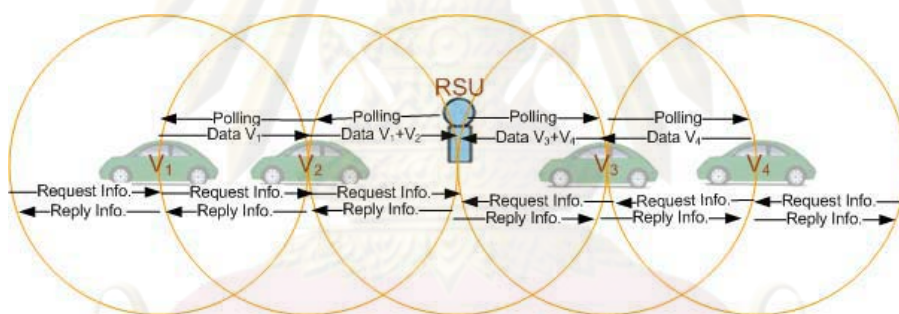 RSU
Polling Polling Polling Polling
Data V₁ Data V₁+V₂ Data V₃+V₄ Data V₄
V₁ V₂ V₃ V₄
Request Info. Request Info. Request Info. Request Info. Request Info. Request Info.
Reply Info. Reply Info. Reply Info. Reply Info. Reply Info. Reply Info.